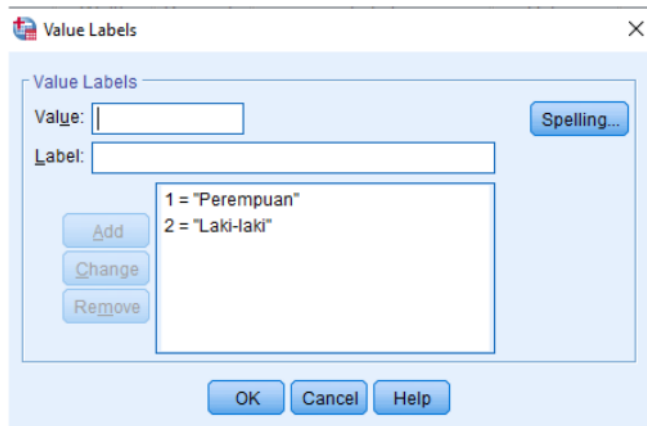 Value Labels
Value Labels
Value:
Spelling...
Label:
1 = "Perempuan"
2 = "Laki-laki"
Add
Change
Remove
OK Cancel Help